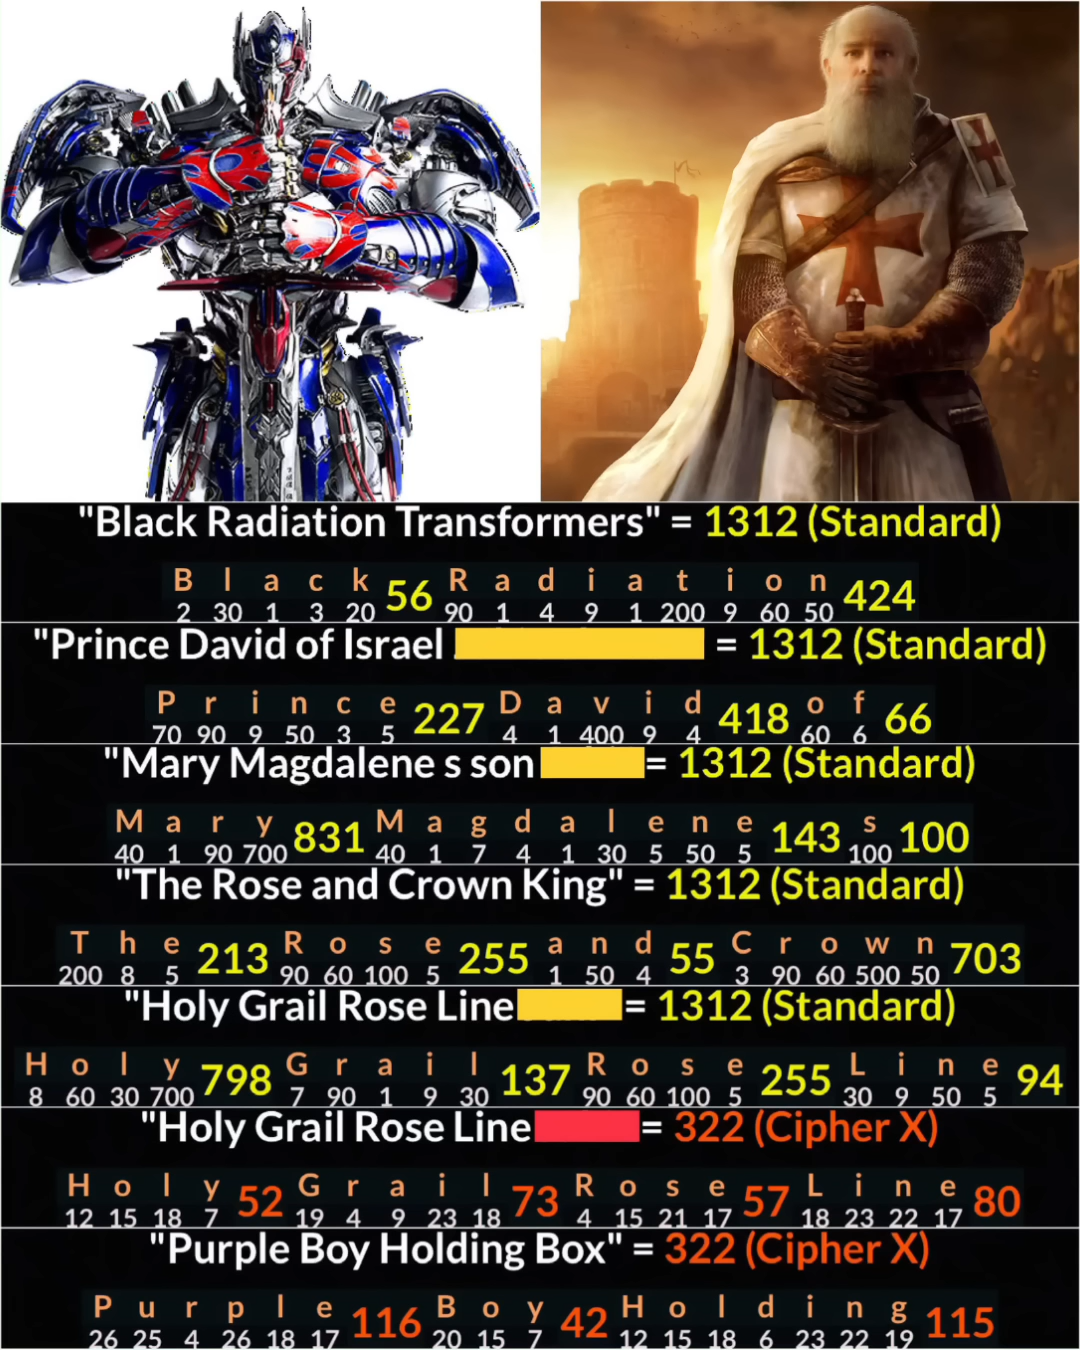 "Black Radiation Transformers" = 1312 (Standard)
B l a c k 56 R a d i a t i o n 424
2 30 1 3 20 90 1 4 9 1 200 9 60 50
"Prince David of Israel = 1312 (Standard)
P r i n c e 227 D a v i d 418 o f 66
70 90 9 50 3 5 4 1 400 9 4 60 6
"Mary Magdalene s son = 1312 (Standard)
M a r y 831 M a g d a l e n e 143 s 100
40 1 90 700 40 1 7 4 1 30 5 50 5 100
"The Rose and Crown King" = 1312 (Standard)
T h e 213 R o s e 255 a n d 55 C r o w n 703
200 8 5 90 60 100 5 1 50 4 3 90 60 500 50
"Holy Grail Rose Line = 1312 (Standard)
H o l y 798 G r a i l 137 R o s e 255 L i n e 94
8 60 30 700 7 90 1 9 30 90 60 100 5 30 9 50 5
"Holy Grail Rose Line = 322 (Cipher X)
H o l y 52 G r a i l 73 R o s e 57 L i n e 80
12 15 18 7 19 4 9 23 18 4 15 21 17 18 23 22 17
"Purple Boy Holding Box" = 322 (Cipher X)
P u r p l e 116 B o y 42 H o l d i n g 115
26 25 4 26 18 17 20 15 7 12 15 18 6 23 22 19